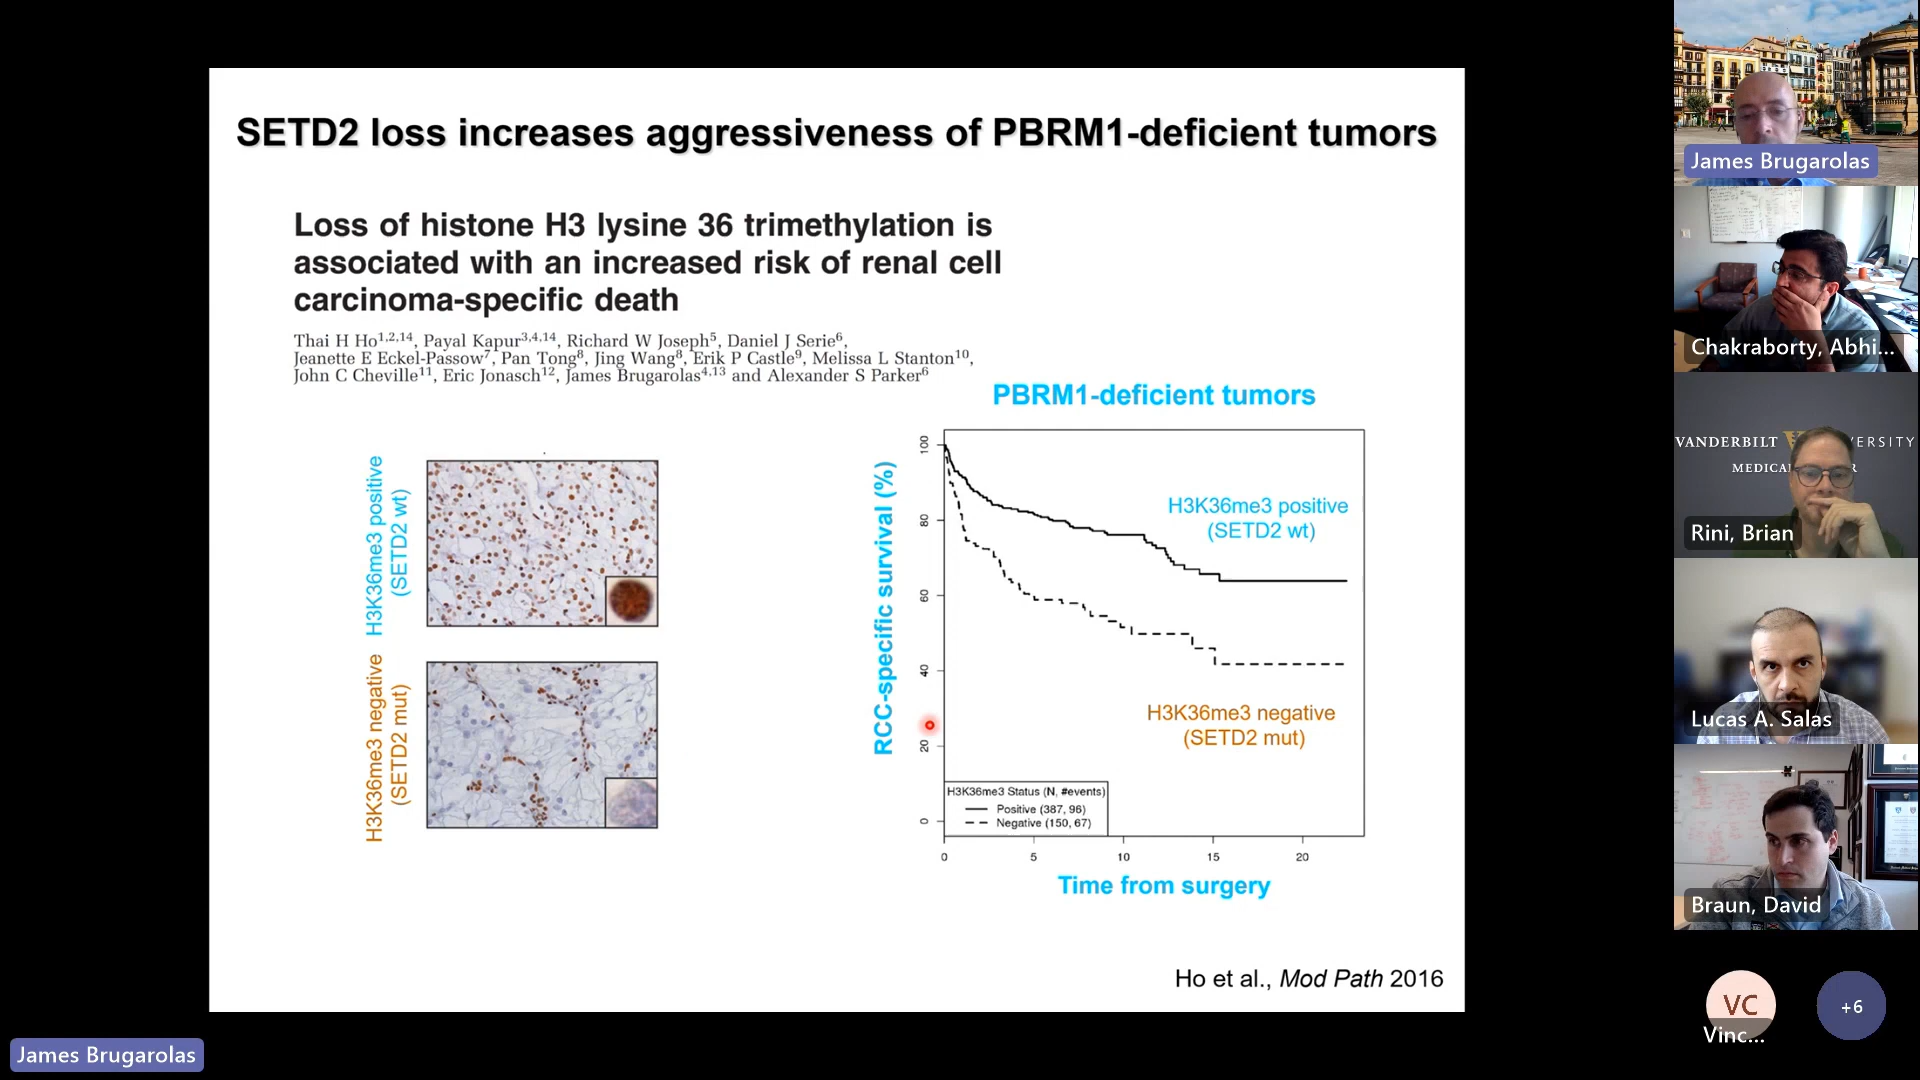 SETD2 loss increases aggressiveness of PBRM1-deficient tumors
Loss of histone H3 lysine 36 trimethylation is
associated with an increased risk of renal cell
carcinoma-specific death
Thai H Ho1,2,14, Payal Kapur3,4,14, Richard W Joseph5, Daniel J Serie6,
Jeanette E Eckel-Passow7, Pan Tong8, Jing Wang8, Erik P Castle9, Melissa L Stanton10,
John C Cheville11, Eric Jonasch12, James Brugarolas4,13 and Alexander S Parker6
H3K36me3 positive
(SETD2 wt)
H3K36me3 negative
(SETD2 mut)
PBRM1-deficient tumors
RCC-specific survival (%)
100
80
60
40
20
0
H3K36me3 positive
(SETD2 wt)
H3K36me3 negative
(SETD2 mut)
H3K36me3 Status (N, #events)
Positive (387, 96)
Negative (150, 67)
0 5 10 15 20
Time from surgery
Ho et al., Mod Path 2016
James Brugarolas
James Brugarolas
Chakraborty, Abhi...
VANDERBILT
ERSITY
MEDICA
R
Rini, Brian
Lucas A. Salas
Braun, David
VC
Vinc...
+6